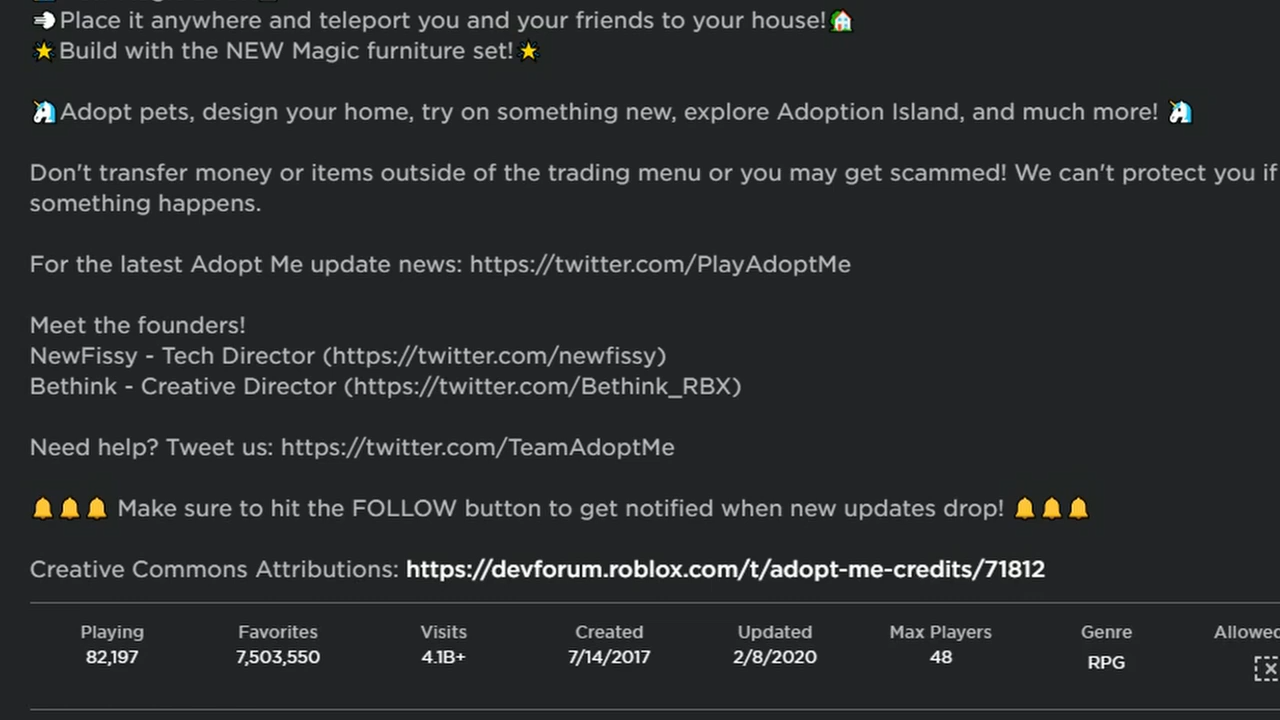 Place it anywhere and teleport you and your friends to your house!
Build with the NEW Magic furniture set!
Adopt pets, design your home, try on something new, explore Adoption Island, and much more!
Don't transfer money or items outside of the trading menu or you may get scammed! We can't protect you if
something happens.
For the latest Adopt Me update news: https://twitter.com/PlayAdoptMe
Meet the founders!
NewFissy - Tech Director (https://twitter.com/newfissy)
Bethink - Creative Director (https://twitter.com/Bethink_RBX)
Need help? Tweet us: https://twitter.com/TeamAdoptMe
Make sure to hit the FOLLOW button to get notified when new updates drop!
Creative Commons Attributions: https://devforum.roblox.com/t/adopt-me-credits/71812
Playing Favorites Visits Created Updated Max Players Genre Allowed
82,197 7,503,550 4.1B+ 7/14/2017 2/8/2020 48 RPG